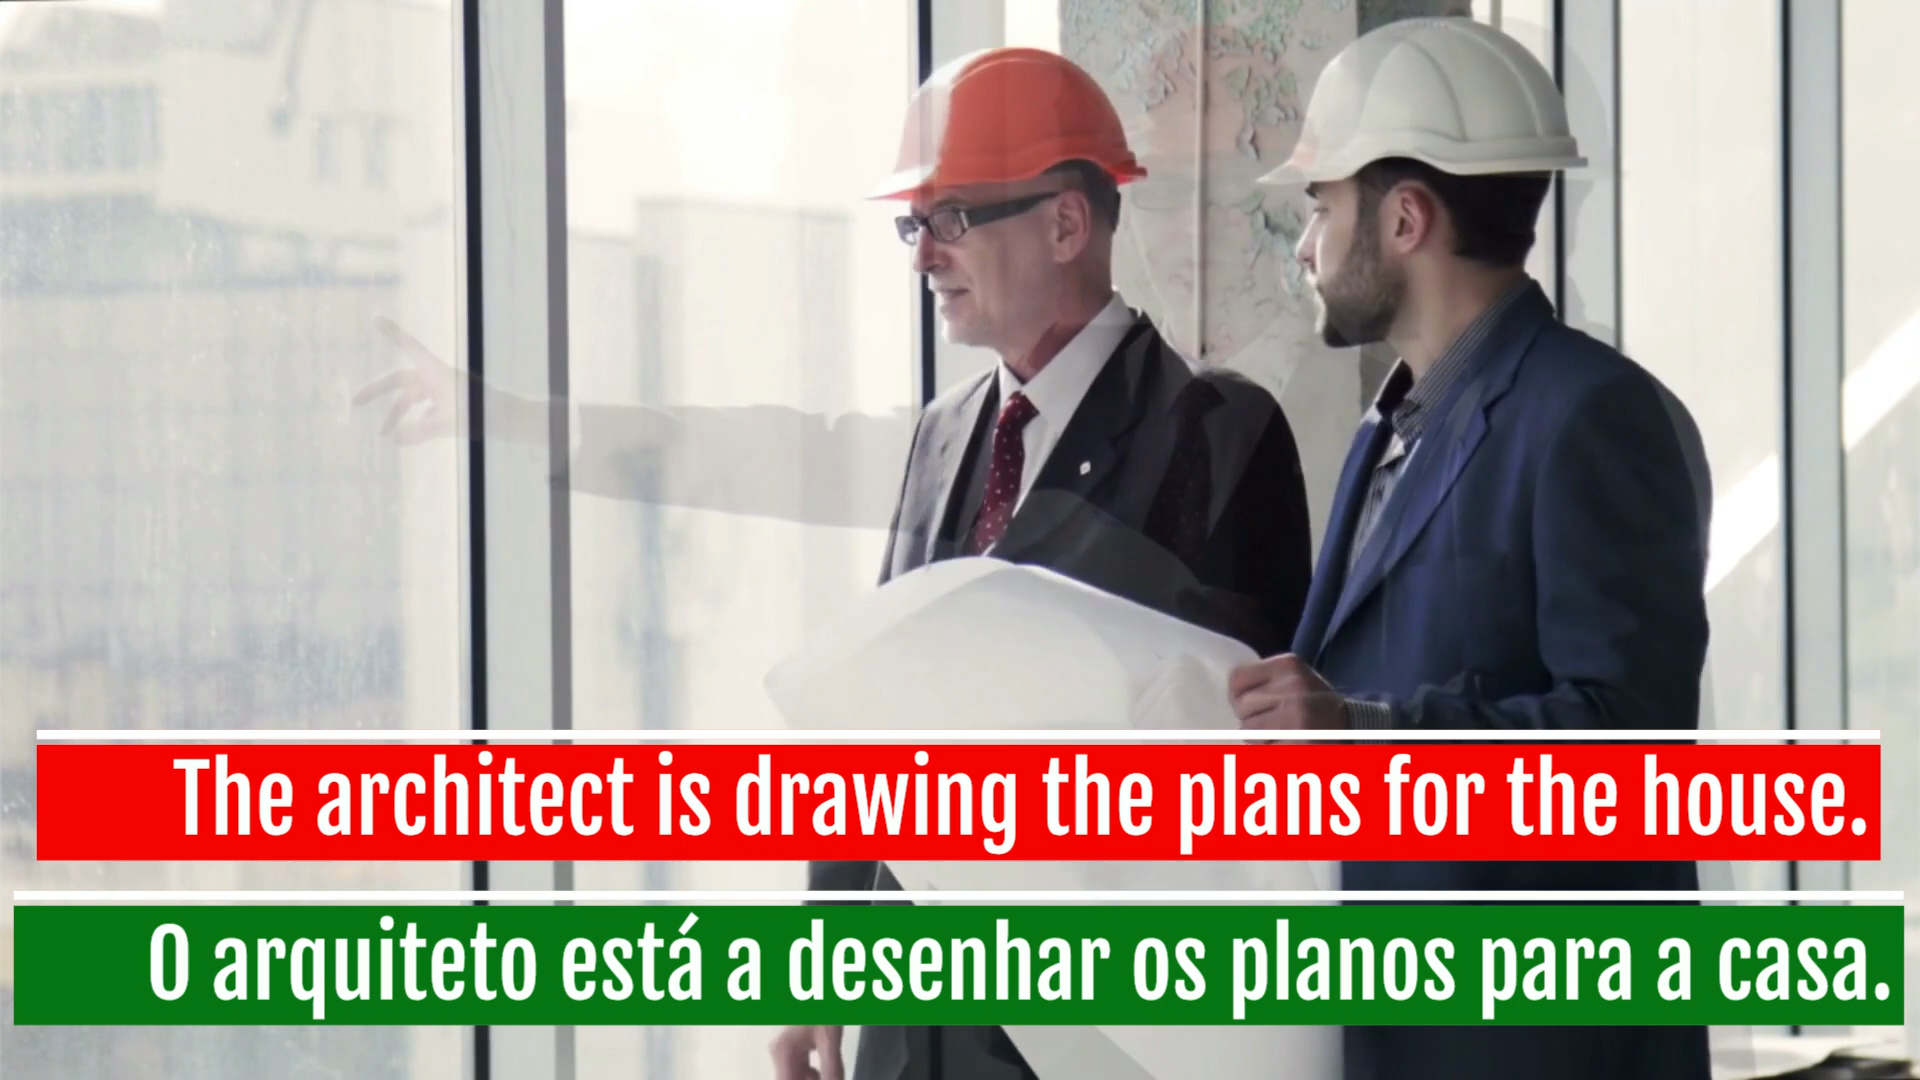 The architect is drawing the plans for the house.
O arquiteto está a desenhar os planos para a casa.